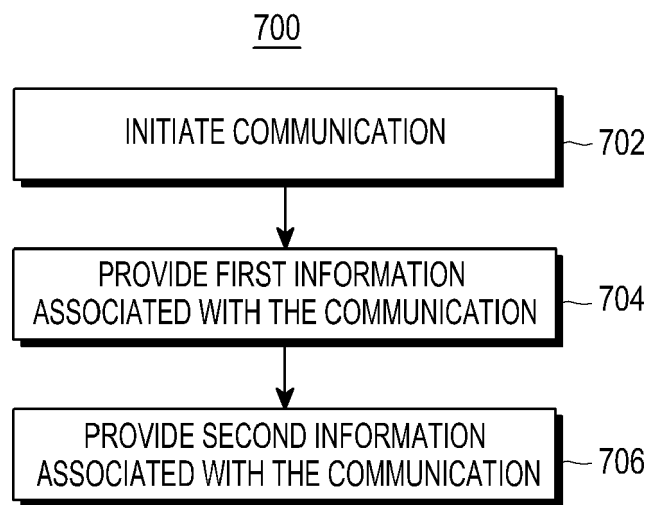 700
INITIATE COMMUNICATION
702
PROVIDE FIRST INFORMATION
ASSOCIATED WITH THE COMMUNICATION
704
PROVIDE SECOND INFORMATION
ASSOCIATED WITH THE COMMUNICATION
706